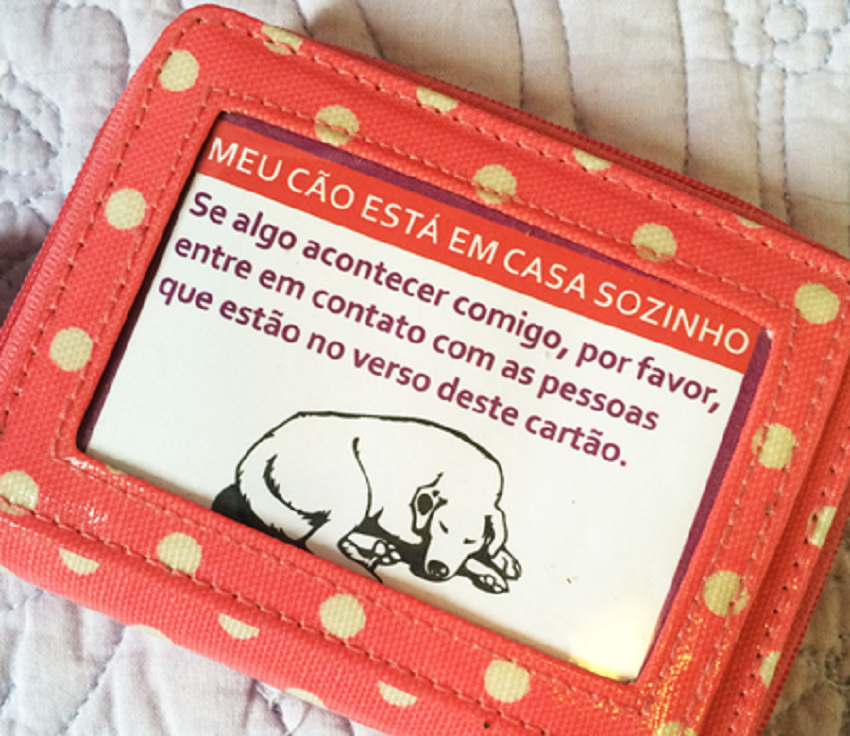 MEU CÃO ESTÁ EM CASA SOZINHO
Se algo acontecer comigo, por favor,
entre em contato com as pessoas
que estão no verso deste cartão.